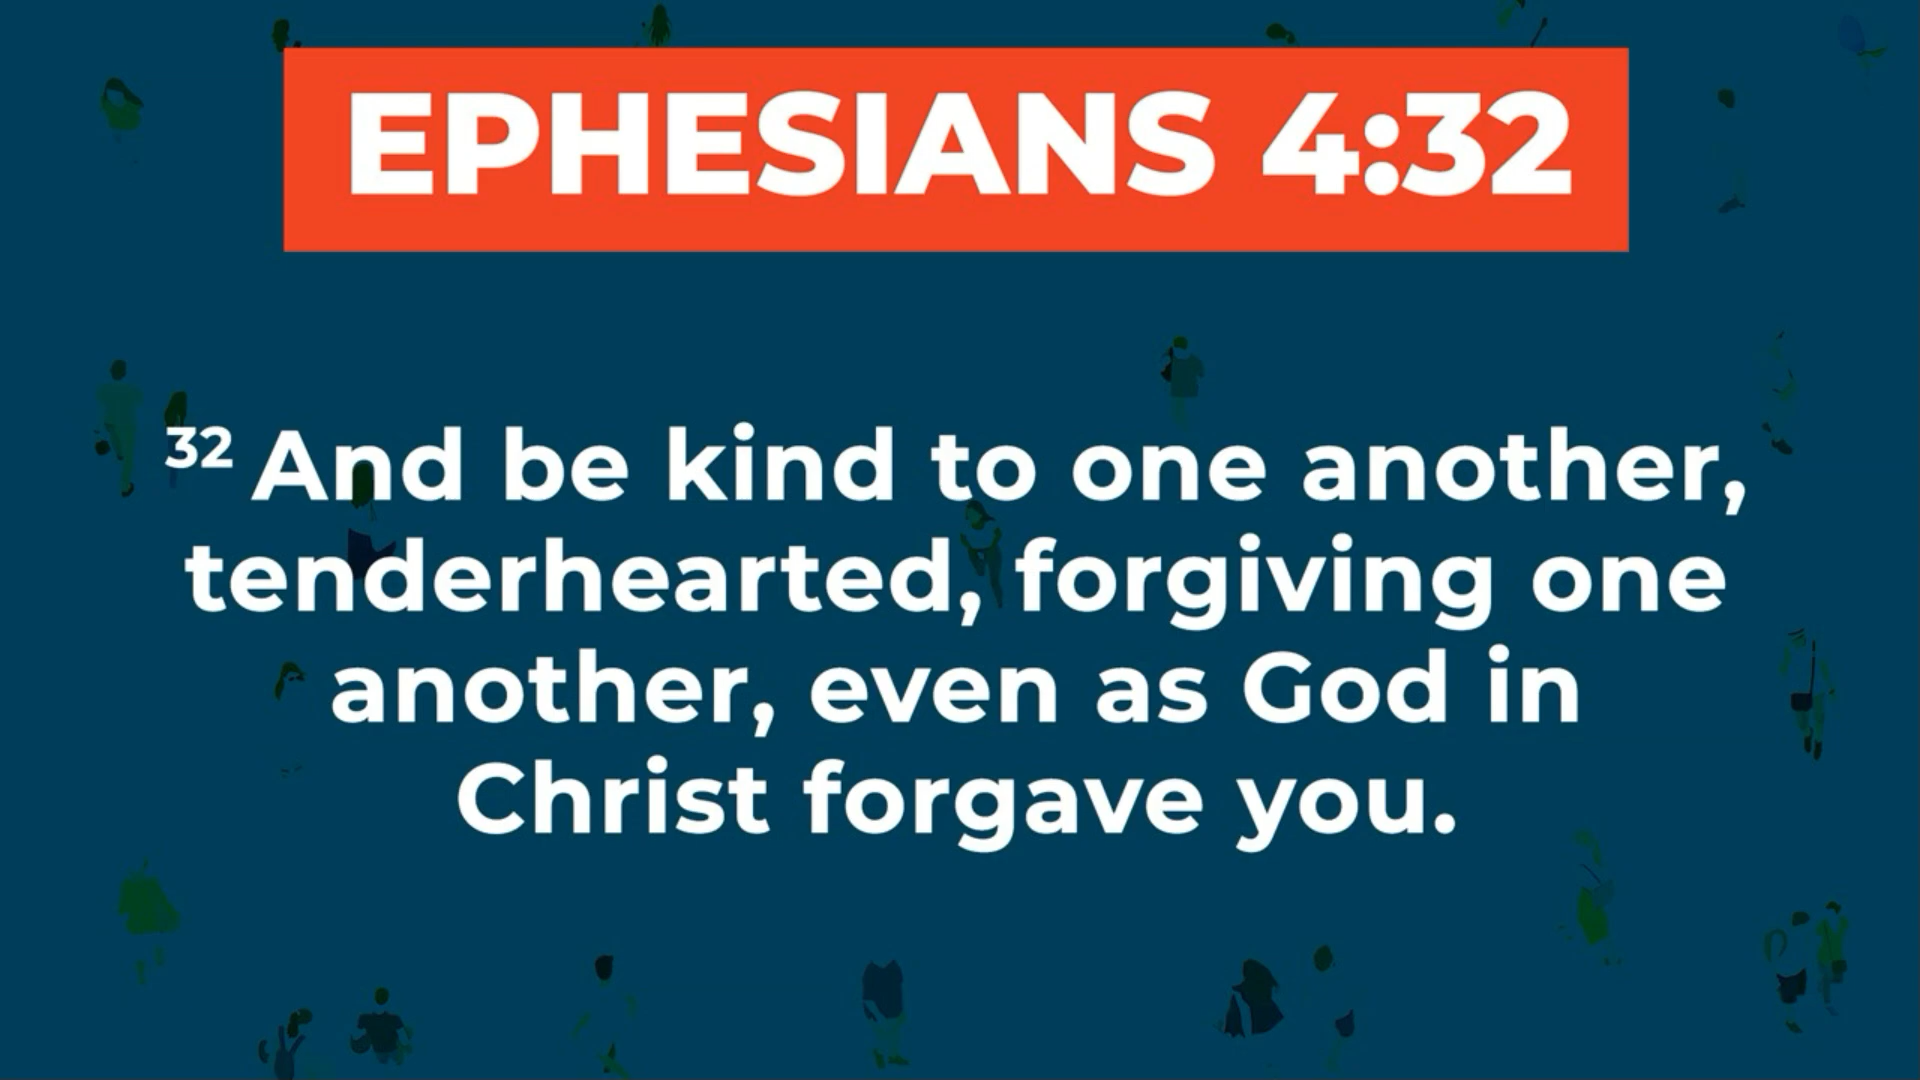 EPHESIANS 4:32
32 And be kind to one another,
tenderhearted, forgiving one
another, even as God in
Christ forgave you.